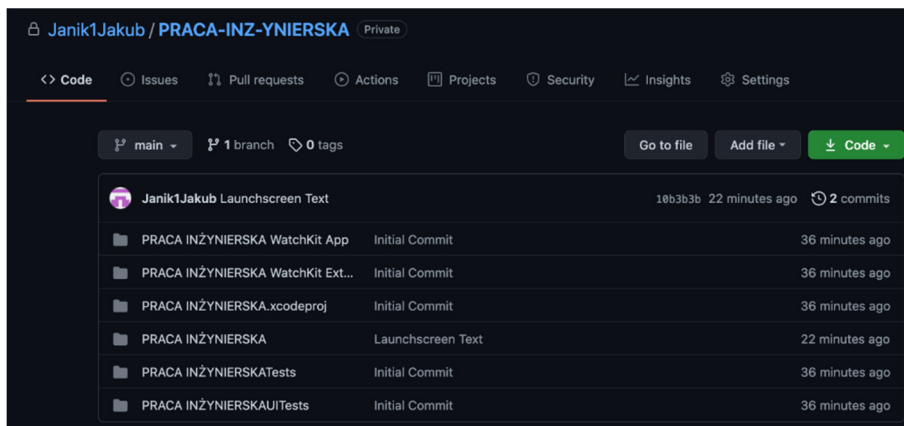 Janik1Jakub / PRACA-INZ-YNIERSKA Private
Code Issues Pull requests Actions Projects Security Insights Settings
main 1 branch 0 tags Go to file Add file Code
Janik1Jakub Launchscreen Text 10b3b3b 22 minutes ago 2 commits
PRACA INŻYNIERSKA WatchKit App Initial Commit 36 minutes ago
PRACA INŻYNIERSKA WatchKit Ext... Initial Commit 36 minutes ago
PRACA INŻYNIERSKA.xcodeproj Initial Commit 36 minutes ago
PRACA INŻYNIERSKA Launchscreen Text 22 minutes ago
PRACA INŻYNIERSKATests Initial Commit 36 minutes ago
PRACA INŻYNIERSKAUITests Initial Commit 36 minutes ago